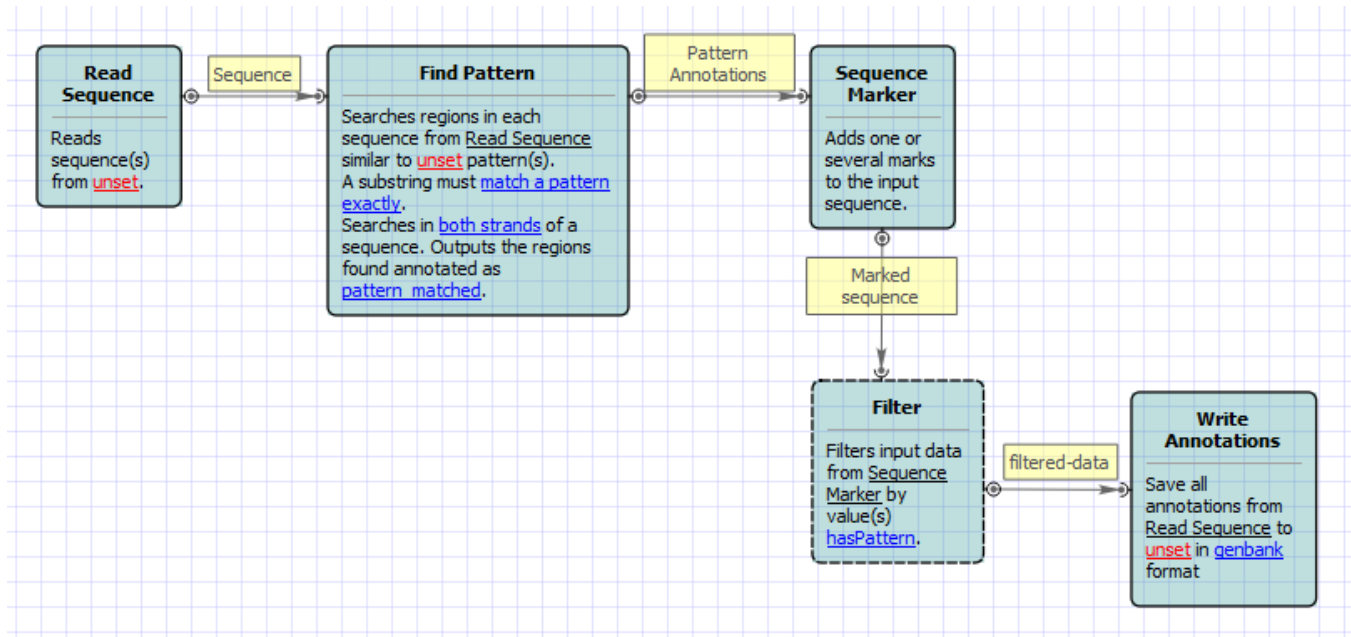 Read
Sequence
Reads
sequence(s)
from unset.
Sequence
Find Pattern
Searches regions in each
sequence from Read Sequence
similar to unset pattern(s).
A substring must match a pattern
exactly.
Searches in both strands of a
sequence. Outputs the regions
found annotated as
pattern_matched.
Pattern
Annotations
Sequence
Marker
Adds one or
several marks
to the input
sequence.
Marked
sequence
Filter
Filters input data
from Sequence
Marker by
value(s)
hasPattern.
filtered-data
Write
Annotations
Save all
annotations from
Read Sequence to
unset in genbank
format